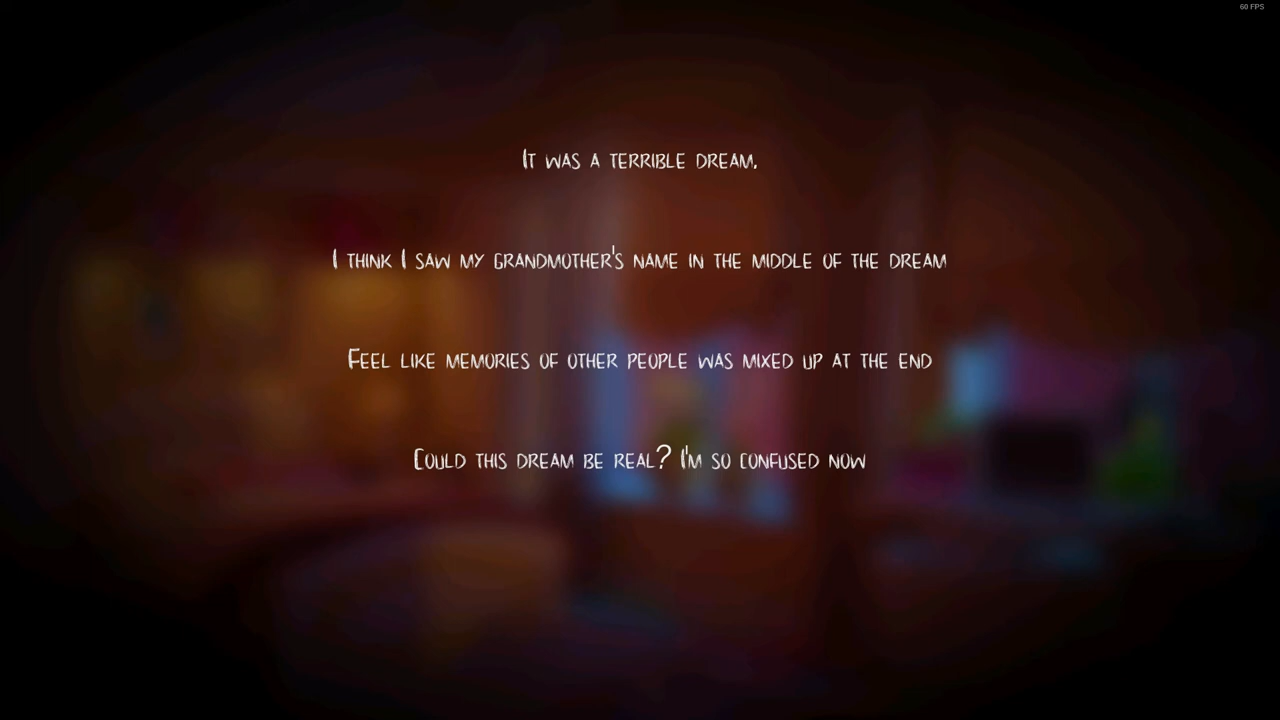 60 FPS
It was a terrible dream.
I think I saw my grandmother's name in the middle of the dream
Feel like memories of other people was mixed up at the end
Could this dream be real? I'm so confused now